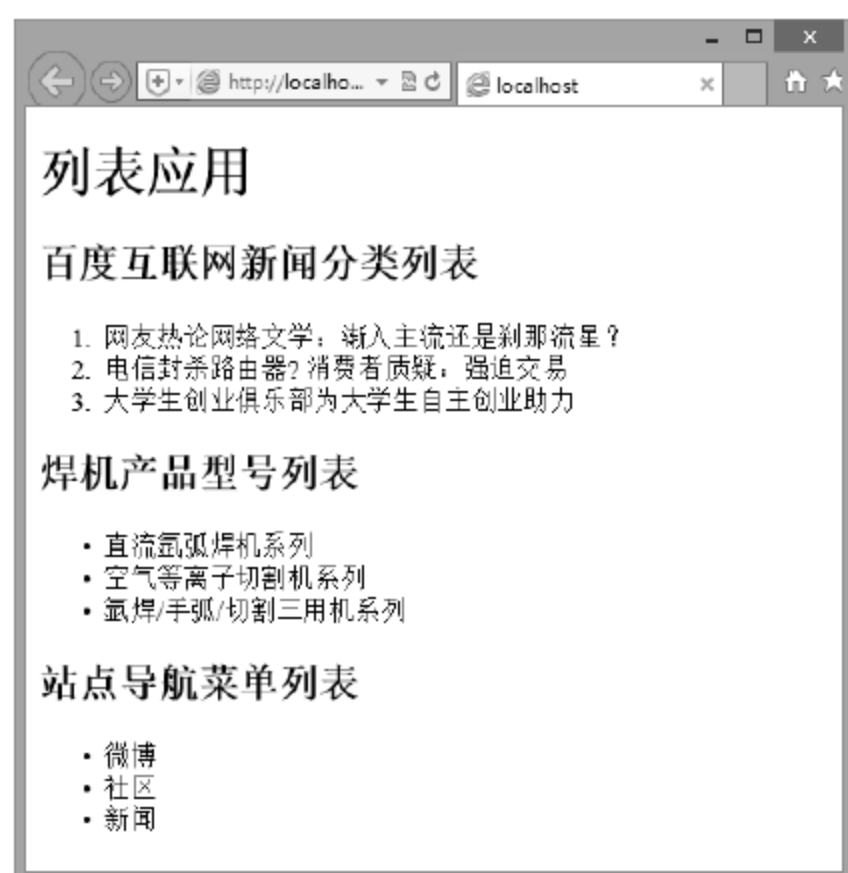 http://localho...
localhost
列表应用
百度互联网新闻分类列表
1. 网友热论网络文学：渐入主流还是刹那流星？
2. 电信封杀路由器?消费者质疑：强迫交易
3. 大学生创业俱乐部为大学生自主创业助力
焊机产品型号列表
• 直流氩弧焊机系列
• 空气等离子切割机系列
• 氩焊/手弧/切割三用机系列
站点导航菜单列表
• 微博
• 社区
• 新闻